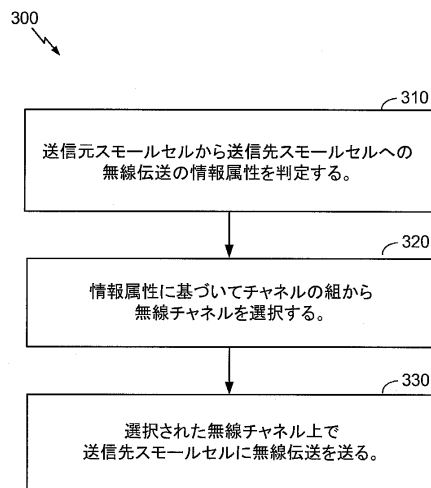 300
310
送信元スモールセルから送信先スモールセルへの
無線伝送の情報属性を判定する。
320
情報属性に基づいてチャネルの組から
無線チャネルを選択する。
330
選択された無線チャネル上で
送信先スモールセルに無線伝送を送る。